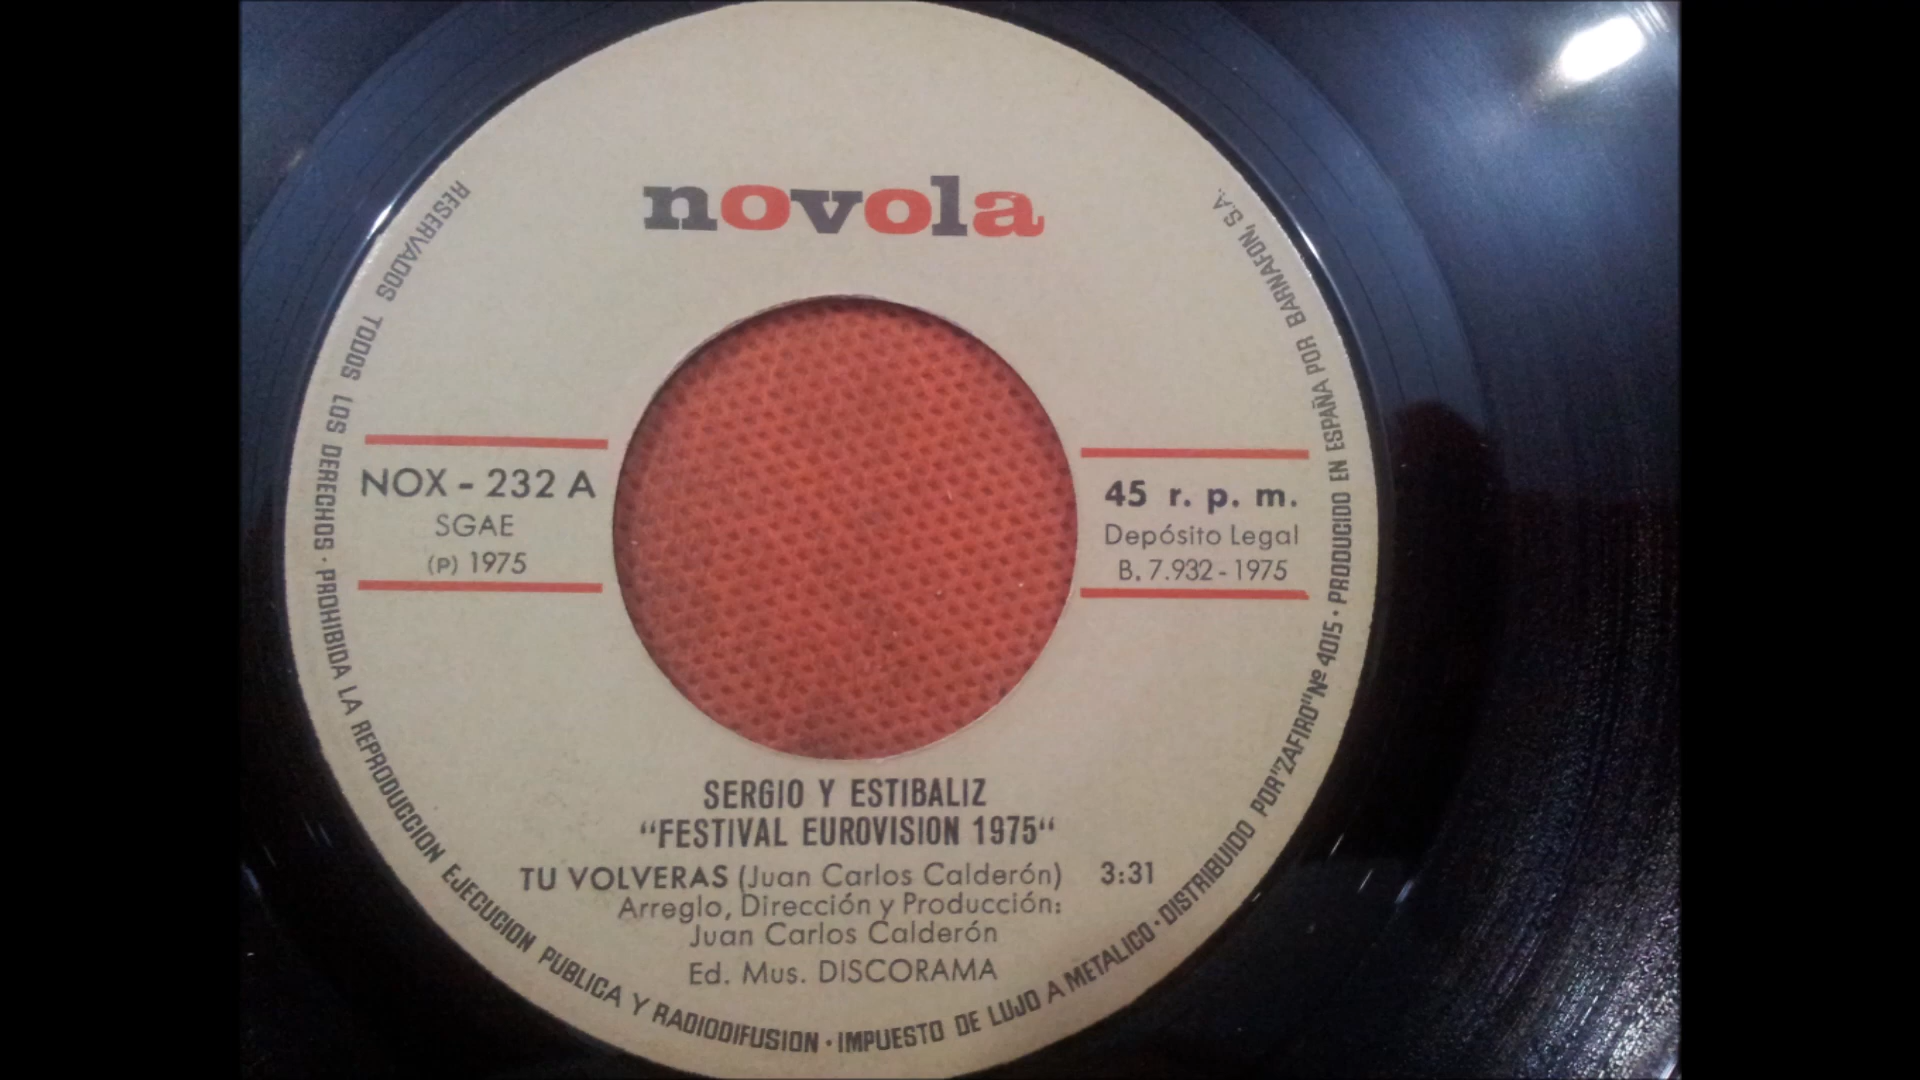 novola
NOX - 232 A
SGAE
(P) 1975
45 r. p. m.
Depósito Legal
B. 7.932 - 1975
SERGIO Y ESTIBALIZ
“FESTIVAL EUROVISION 1975“
TU VOLVERAS (Juan Carlos Calderón) 3:31
Arreglo, Dirección y Producción:
Juan Carlos Calderón
Ed. Mus. DISCORAMA
RESERVADOS TODOS LOS DERECHOS · PROHIBIDA LA REPRODUCCION EJECUCION PUBLICA Y RADIODIFUSION · IMPUESTO DE LUJO A METALICO · DISTRIBUIDO POR "ZAFIRO" Nº 4015 · PRODUCIDO EN ESPAÑA POR BARNAFON, S.A.